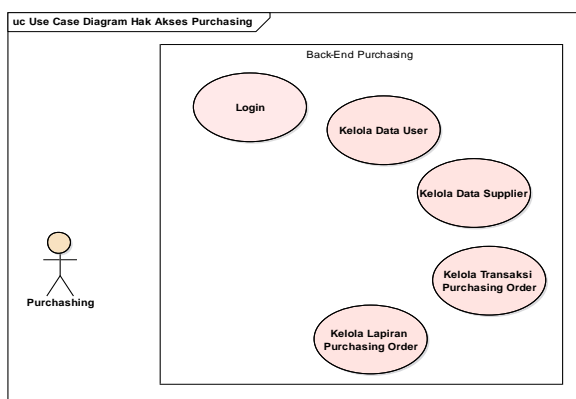 uc Use Case Diagram Hak Akses Purchasing
Back-End Purchasing
Login
Kelola Data User
Kelola Data Supplier
Kelola Transaksi
Purchasing Order
Purchashing
Kelola Lapiran
Purchasing Order